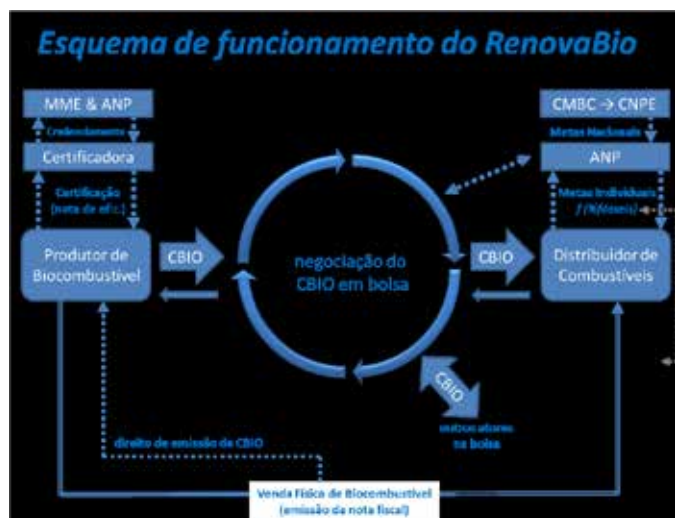 Esquema de funcionamento do RenovaBio
MME & ANP
Credenciamento
Certificadora
Certificação
(nota de efic.)
Produtor de
Biocombustível
CBIO
negociação do
CBIO em bolsa
CBIO
CMBC → CNPE
Metas Nacionais
ANP
Metas Individuais
f (%fósseis)
Distribuidor de
Combustíveis
CBIO
outros atores
na bolsa
direito de emissão de CBIO
Venda Física de Biocombustível
(emissão da nota fiscal)